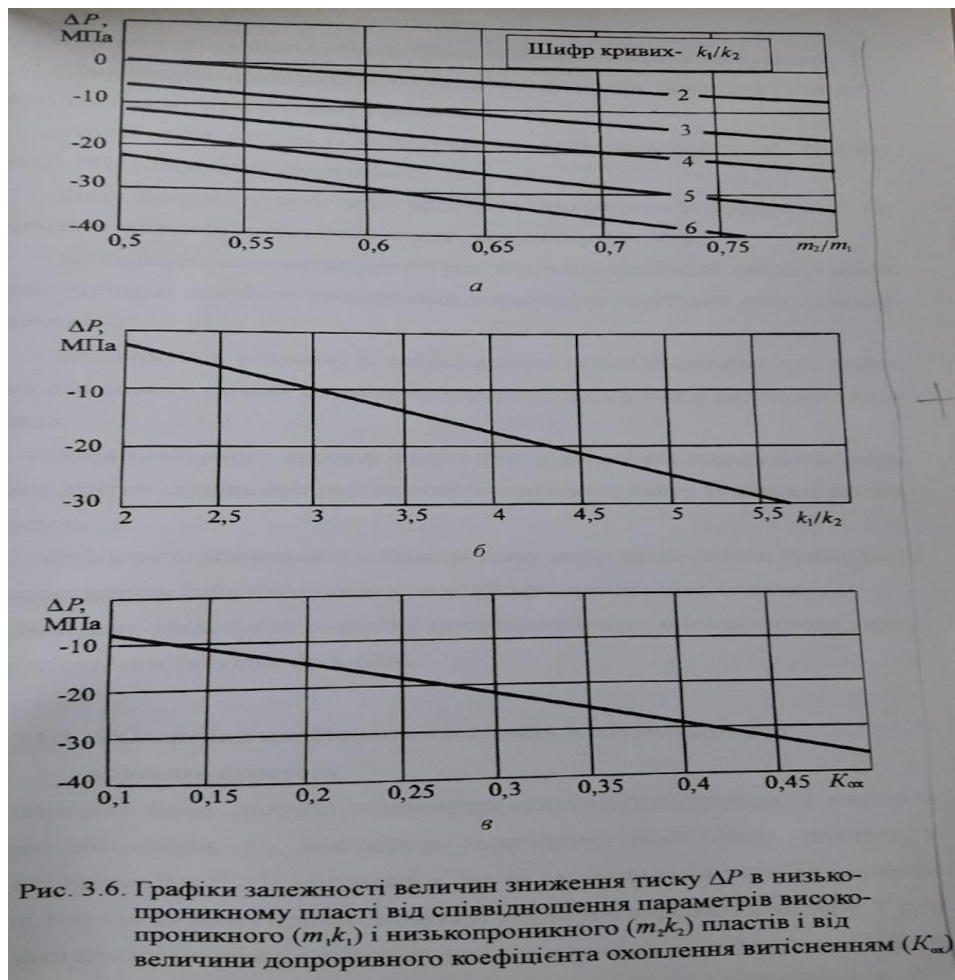 ΔP,
МПа
Шифр кривих- k₁/k₂
0
-10
-20
-30
-40
2
3
4
5
6
0,5 0,55 0,6 0,65 0,7 0,75 m₂/m₁
а
ΔP,
МПа
-10
-20
-30
2 2,5 3 3,5 4 4,5 5 5,5 k₁/k₂
б
ΔP,
МПа
-10
-20
-30
-40
0,1 0,15 0,2 0,25 0,3 0,35 0,4 0,45 Kох
в
Рис. 3.6. Графіки залежності величин зниження тиску ΔP в низько-
проникному пласті від співвідношення параметрів високо-
проникного (m₁k₁) і низькопроникного (m₂k₂) пластів і від
величини допроривного коефіцієнта охоплення витісненням (Kох)